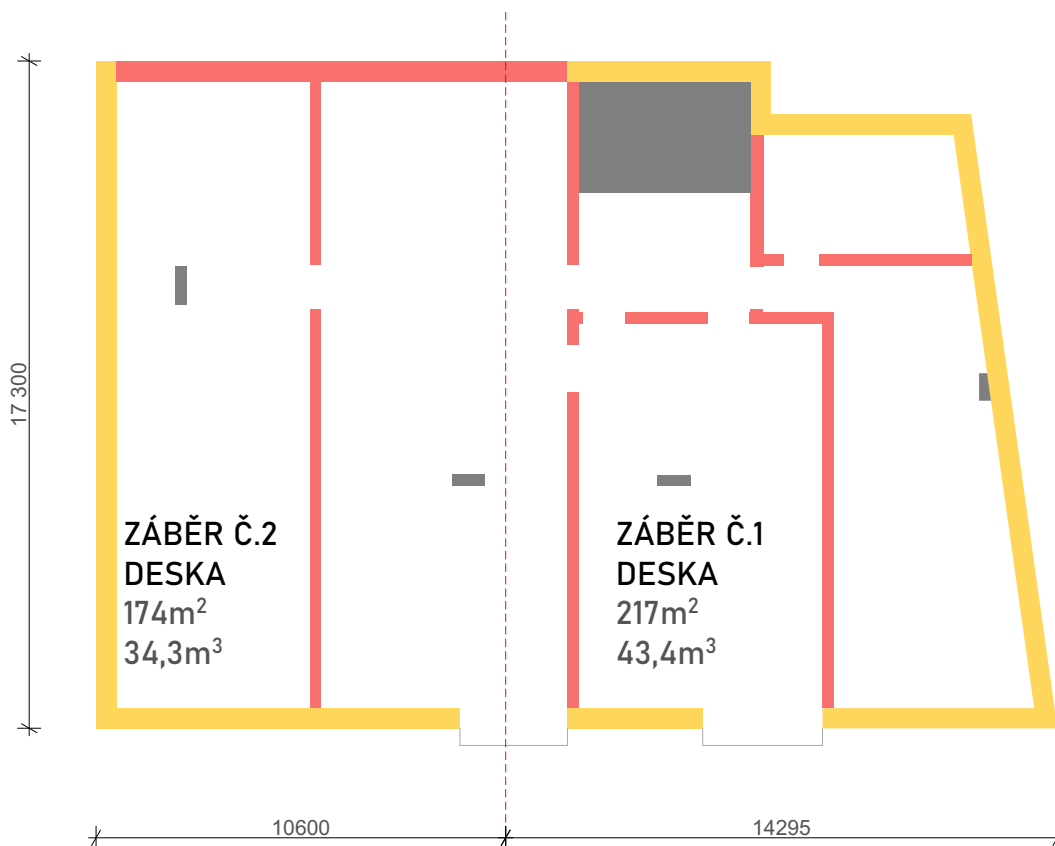 17 300
ZÁBĚR Č.2
DESKA
174m²
34,3m³
ZÁBĚR Č.1
DESKA
217m²
43,4m³
10600
14295